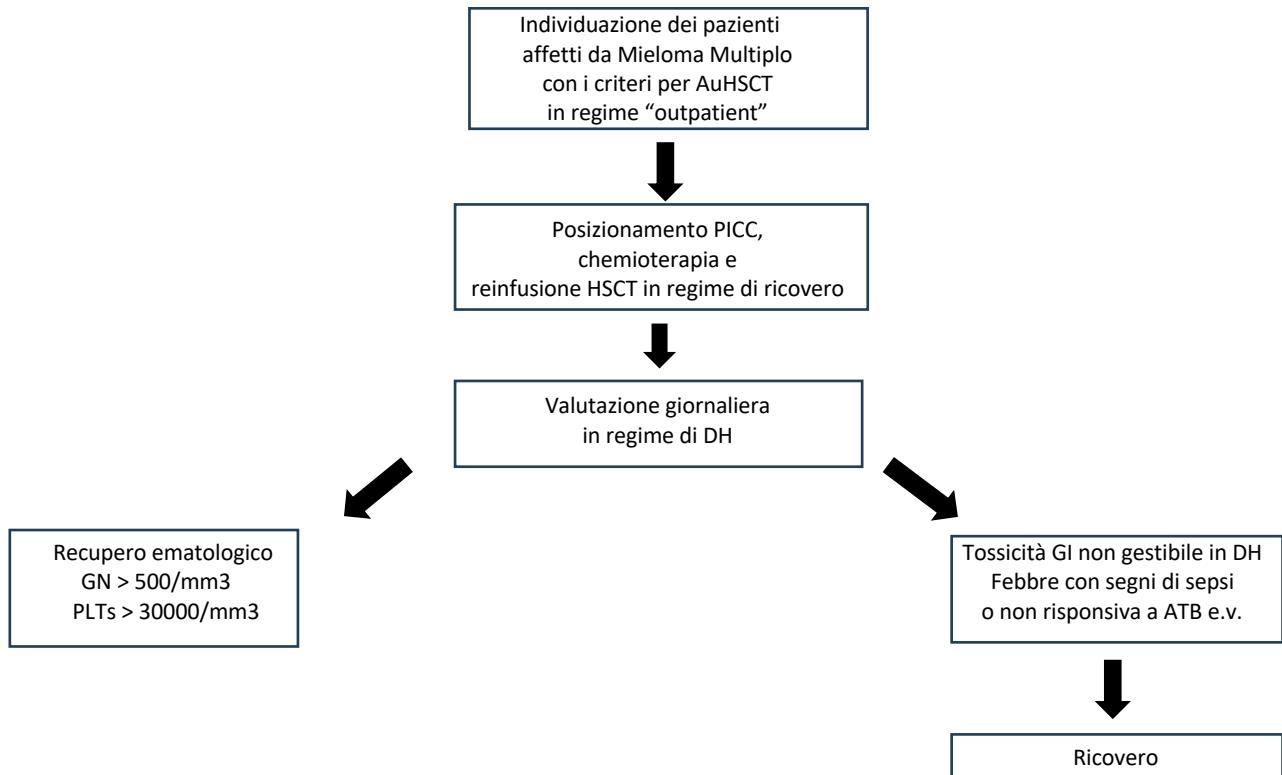 Individuazione dei pazienti
affetti da Mieloma Multiplo
con i criteri per AuHSCT
in regime “outpatient”
Posizionamento PICC,
chemioterapia e
reinfusione HSCT in regime di ricovero
Valutazione giornaliera
in regime di DH
Recupero ematologico
GN > 500/mm3
PLTs > 30000/mm3
Tossicità GI non gestibile in DH
Febbre con segni di sepsi
o non risponsiva a ATB e.v.
Ricovero